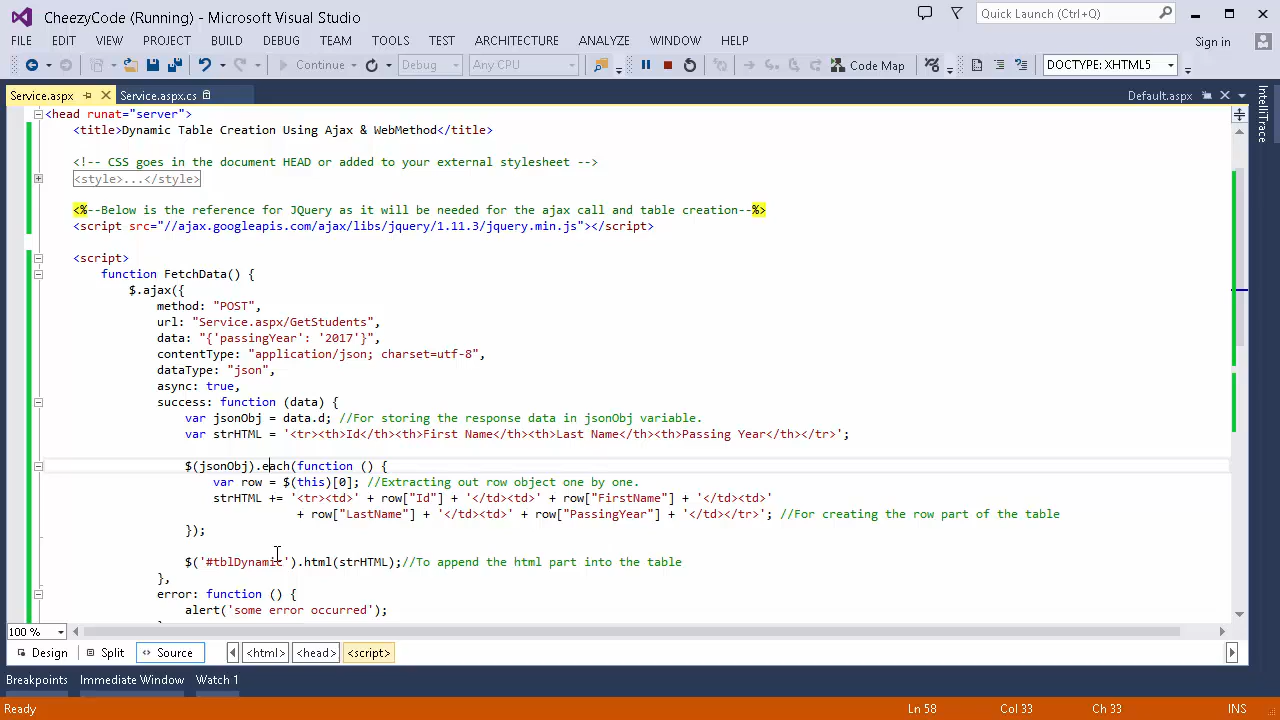 CheezyCode (Running) - Microsoft Visual Studio
Quick Launch (Ctrl+Q)
FILE EDIT VIEW PROJECT BUILD DEBUG TEAM TOOLS TEST ARCHITECTURE ANALYZE WINDOW HELP
Sign in
Continue Debug Any CPU Code Map DOCTYPE: XHTML5
Service.aspx Service.aspx.cs Default.aspx
IntelliTrace
<head runat="server">
<title>Dynamic Table Creation Using Ajax & WebMethod</title>
<!-- CSS goes in the document HEAD or added to your external stylesheet -->
<style>...</style>
<%--Below is the reference for JQuery as it will be needed for the ajax call and table creation--%>
<script src="//ajax.googleapis.com/ajax/libs/jquery/1.11.3/jquery.min.js"></script>
<script>
function FetchData() {
$.ajax({
method: "POST",
url: "Service.aspx/GetStudents",
data: "{'passingYear': '2017'}",
contentType: "application/json; charset=utf-8",
dataType: "json",
async: true,
success: function (data) {
var jsonObj = data.d; //For storing the response data in jsonObj variable.
var strHTML = '<tr><th>Id</th><th>First Name</th><th>Last Name</th><th>Passing Year</th></tr>';
$(jsonObj).each(function () {
var row = $(this)[0]; //Extracting out row object one by one.
strHTML += '<tr><td>' + row["Id"] + '</td><td>' + row["FirstName"] + '</td><td>'
+ row["LastName"] + '</td><td>' + row["PassingYear"] + '</td></tr>'; //For creating the row part of the table
});
$('#tblDynamic').html(strHTML);//To append the html part into the table
},
error: function () {
alert('some error occurred');
100 %
Design Split Source <html> <head> <script>
Breakpoints Immediate Window Watch 1
Ready Ln 58 Col 33 Ch 33 INS